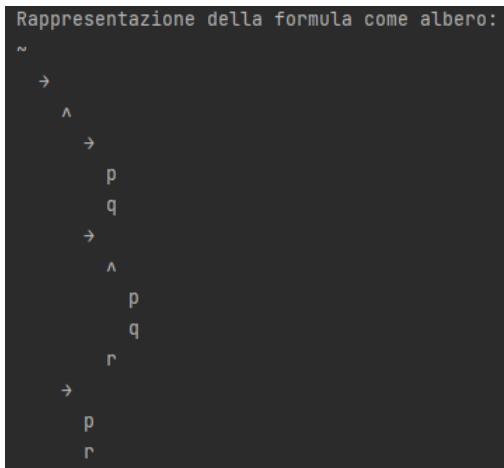 Rappresentazione della formula come albero:
~
  →
    ∧
      →
        p
        q
      →
        ∧
          p
          q
        r
    →
      p
      r